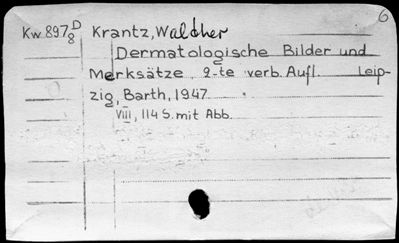 6
Kw 897 D/8 Krantz, Walther
Dermatologische Bilder und
Merksätze. 2-te verb. Aufl. Leip-
zig, Barth, 1947
VIII, 114 S. mit Abb.